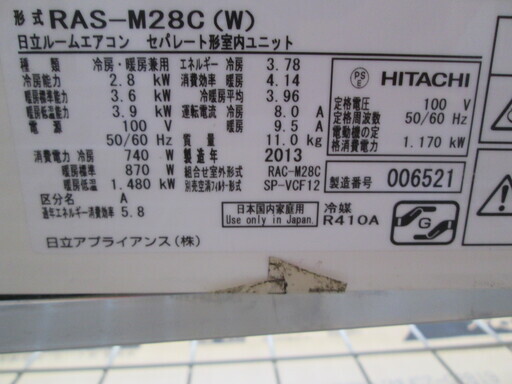 形式 RAS-M28C (W)
日立ルームエアコン セパレート形室内ユニット
種類 冷房・暖房兼用
冷房能力 2.8 kW
暖房標準能力 3.6 kW
暖房低温能力 3.9 kW
電源 100 V
50/60 Hz
消費電力 冷房 740 W
暖房標準 870 W
暖房低温 1.480 kW
区分名 A
通年エネルギー消費効率 5.8
日立アプライアンス (株)
エネルギー 冷房 3.78
消費効率 暖房 4.14
冷暖房平均 3.96
運転電流 冷房 8.0 A
暖房 9.5 A
質量 11.0 kg
製造年 2013
組合せ室外形式 RAC-M28C
別売空清フィルター形式 SP-VCF12
日本国内家庭用
Use only in Japan.
冷媒
R410A
PS
E
HITACHI
定格電圧 100 V
定格周波数 50/60 Hz
電動機の定
格消費電力 1.170 kW
製造番号 006521
G